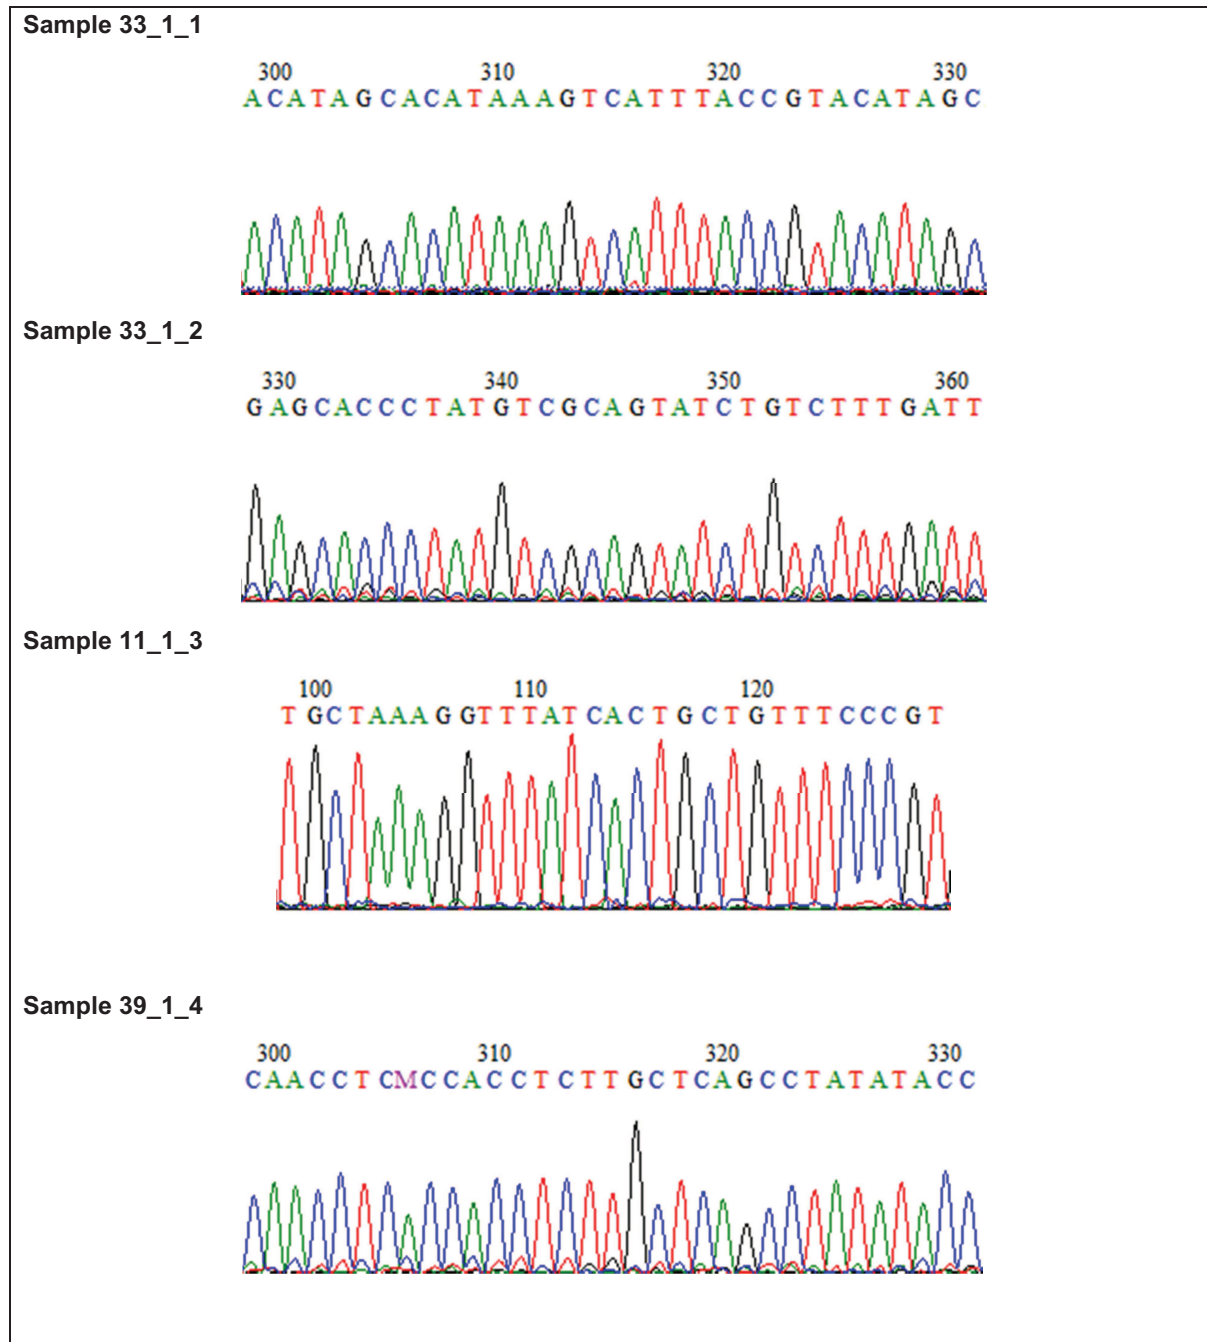 Sample 33_1_1
300 310 320 330
ACATAGCACATAAAGTCATTTACCGTACATAGC
Sample 33_1_2
330 340 350 360
GAGCACCCTATGTCGCAGTATCTGTCTTTGATT
Sample 11_1_3
100 110 120
TGCTAAAGGTTTATCACTGCTGTTTCCCGT
Sample 39_1_4
300 310 320 330
CAACCTCMCCACCTCTTGCTCAGCCTATATACC